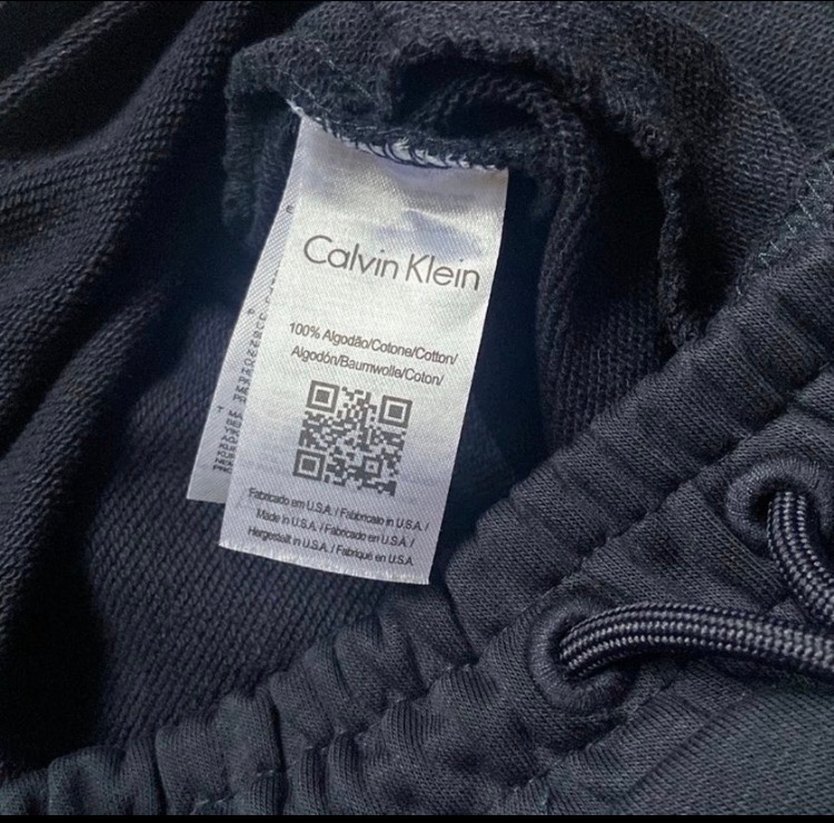 Calvin Klein
100% Algodão/Cotone/Cotton/
Algodón/Baumwolle/Coton/
Fabricado em U.S.A. / Fabbricato in U.S.A. /
Made in U.S.A. / Fabricado en U.S.A. /
Hergestellt in U.S.A. / Fabriqué en U.S.A.